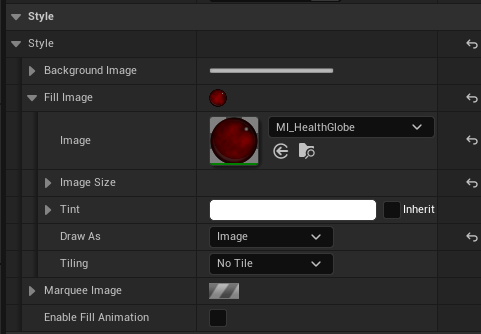 Style
Style
Background Image
Fill Image
Image
MI_HealthGlobe
Image Size
Tint
Inherit
Draw As
Image
Tiling
No Tile
Marquee Image
Enable Fill Animation